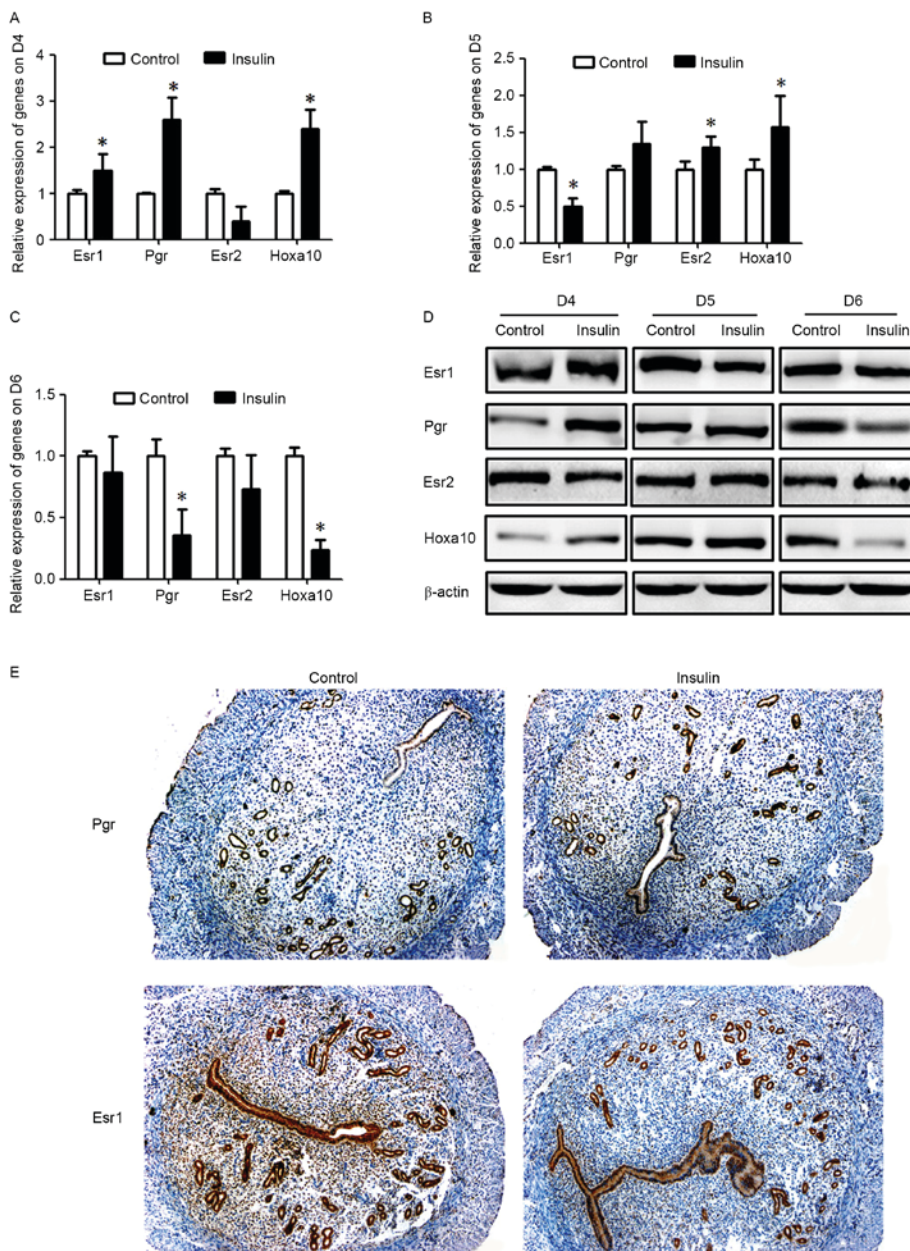 A
Relative expression of genes on D4
Control Insulin
4
3
2
1
0
* * *
Esr1 Pgr Esr2 Hoxa10
B
Relative expression of genes on D5
Control Insulin
2.5
2.0
1.5
1.0
0.5
0.0
* * *
Esr1 Pgr Esr2 Hoxa10
C
Relative expression of genes on D6
Control Insulin
1.5
1.0
0.5
0.0
* *
Esr1 Pgr Esr2 Hoxa10
D
D4 D5 D6
Control Insulin Control Insulin Control Insulin
Esr1
Pgr
Esr2
Hoxa10
β-actin
E
Control Insulin
Pgr
Esr1